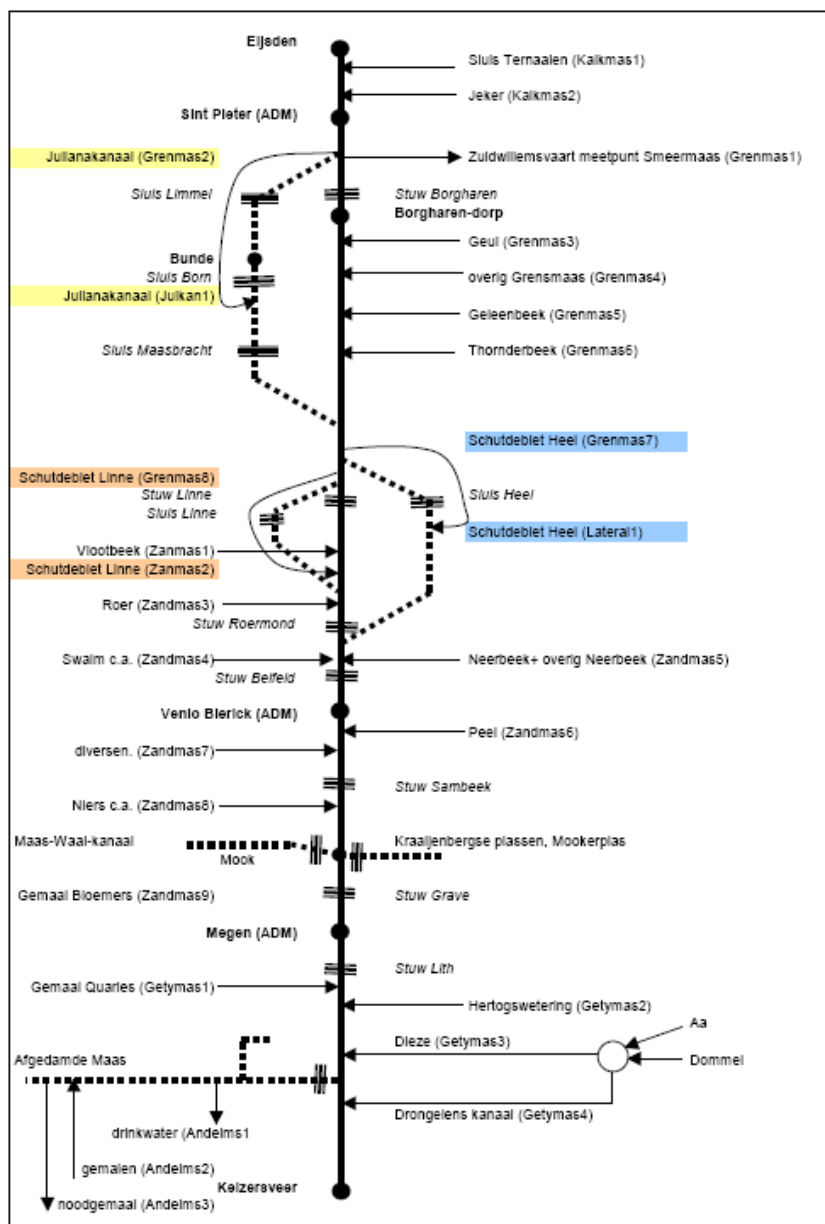 Eijsden
Sluis Ternaaien (Kalkmas1)
Jeker (Kalkmas2)
Sint Pieter (ADM)
Julianakanaal (Grenmas2)
Zuidwillemsvaart meetpunt Smeermaas (Grenmas1)
Sluis Limmel
Stuw Borgharen
Borgharen-dorp
Geul (Grenmas3)
Bunde
Sluis Born
overig Grensmaas (Grenmas4)
Julianakanaal (Julkan1)
Geleenbeek (Grenmas5)
Sluis Maasbracht
Thornderbeek (Grenmas6)
Schutdebiet Heel (Grenmas7)
Schutdebiet Linne (Grenmas8)
Stuw Linne
Sluis Heel
Sluis Linne
Schutdebiet Heel (Lateral1)
Vlootbeek (Zanmas1)
Schutdebiet Linne (Zanmas2)
Roer (Zandmas3)
Stuw Roermond
Swalm c.a. (Zandmas4)
Neerbeek+ overig Neerbeek (Zandmas5)
Stuw Belfeld
Venlo Blerick (ADM)
Peel (Zandmas6)
diversen. (Zandmas7)
Stuw Sambeek
Niers c.a. (Zandmas8)
Maas-Waal-kanaal
Kraaijenbergse plassen, Mookerplas
Mook
Gemaal Bloemers (Zandmas9)
Stuw Grave
Megen (ADM)
Stuw Lith
Gemaal Quarles (Getymas1)
Hertogswetering (Getymas2)
Aa
Dieze (Getymas3)
Afgedamde Maas
Dommel
Drongelens kanaal (Getymas4)
drinkwater (Andelms1
gemalen (Andelms2)
Keizersveer
noodgemaal (Andelms3)